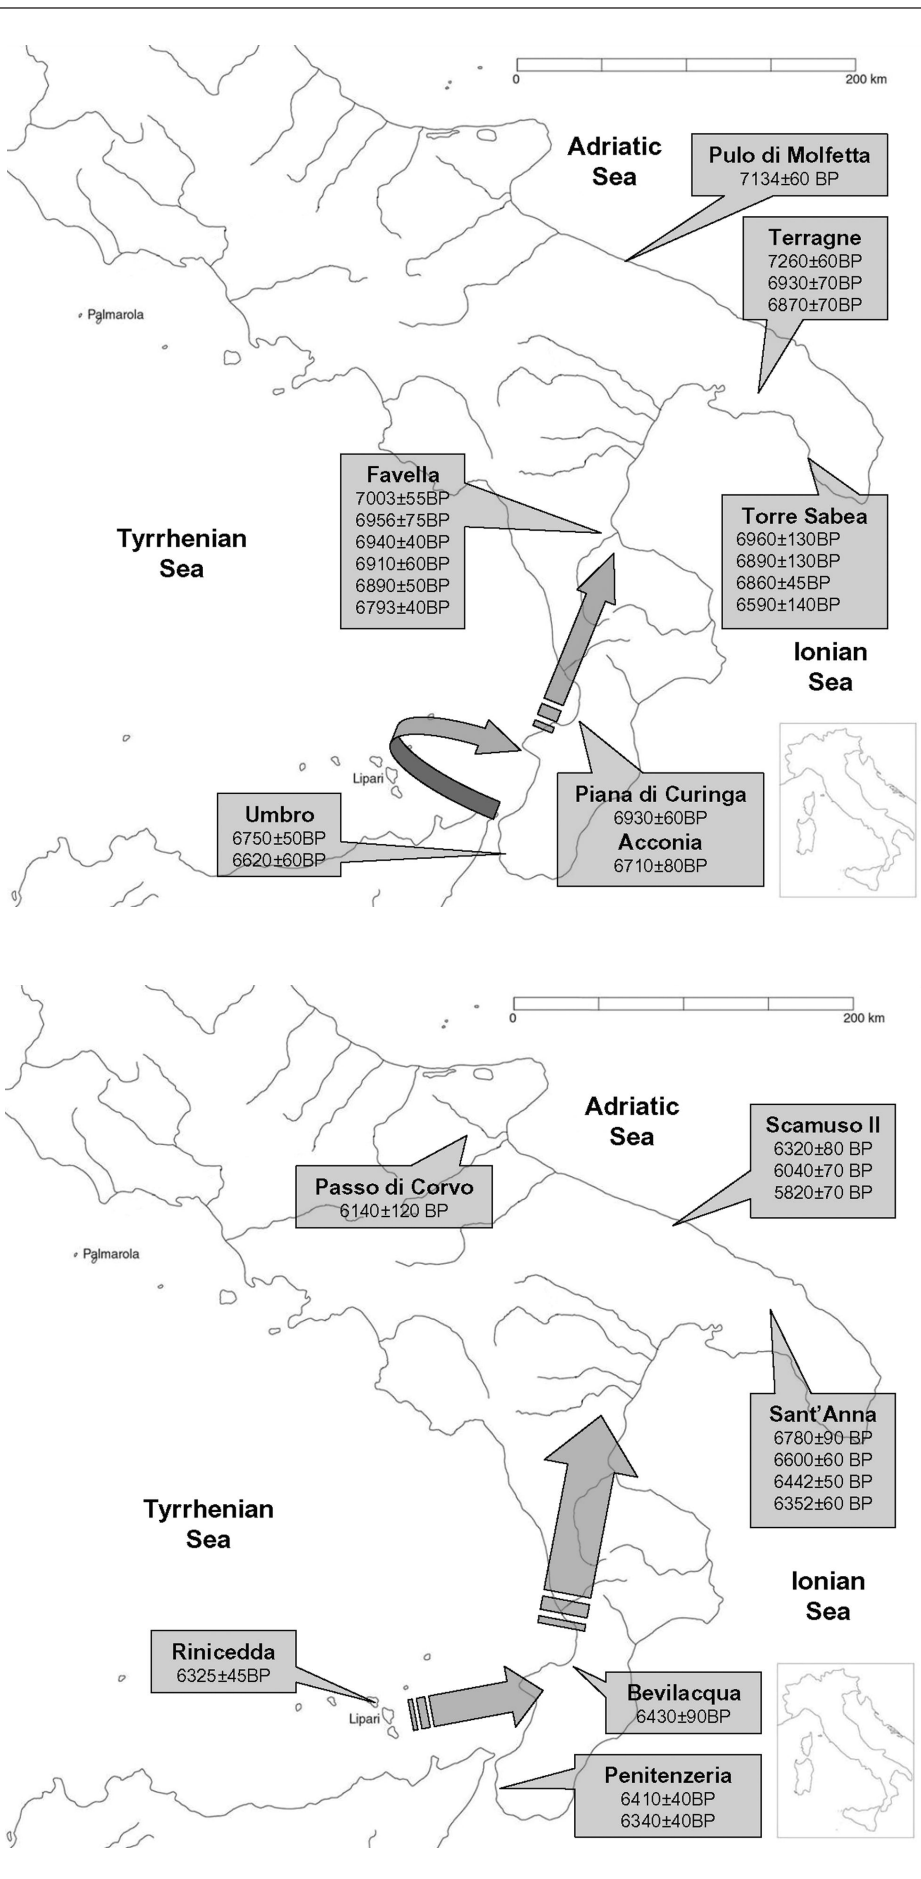 0
200 km
Adriatic
Sea
Pulo di Molfetta
7134±60 BP
Terragne
7260±60BP
6930±70BP
6870±70BP
Palmarola
Favella
7003±55BP
6956±75BP
6940±40BP
6910±60BP
6890±50BP
6793±40BP
Tyrrhenian
Sea
Torre Sabea
6960±130BP
6890±130BP
6860±45BP
6590±140BP
Ionian
Sea
Lipari
Umbro
6750±50BP
6620±60BP
Piana di Curinga
6930±60BP
Acconia
6710±80BP
0
200 km
Adriatic
Sea
Scamuso II
6320±80 BP
6040±70 BP
5820±70 BP
Passo di Corvo
6140±120 BP
Palmarola
Sant'Anna
6780±90 BP
6600±60 BP
6442±50 BP
6352±60 BP
Tyrrhenian
Sea
Ionian
Sea
Rinicedda
6325±45BP
Lipari
Bevilacqua
6430±90BP
Penitenzeria
6410±40BP
6340±40BP